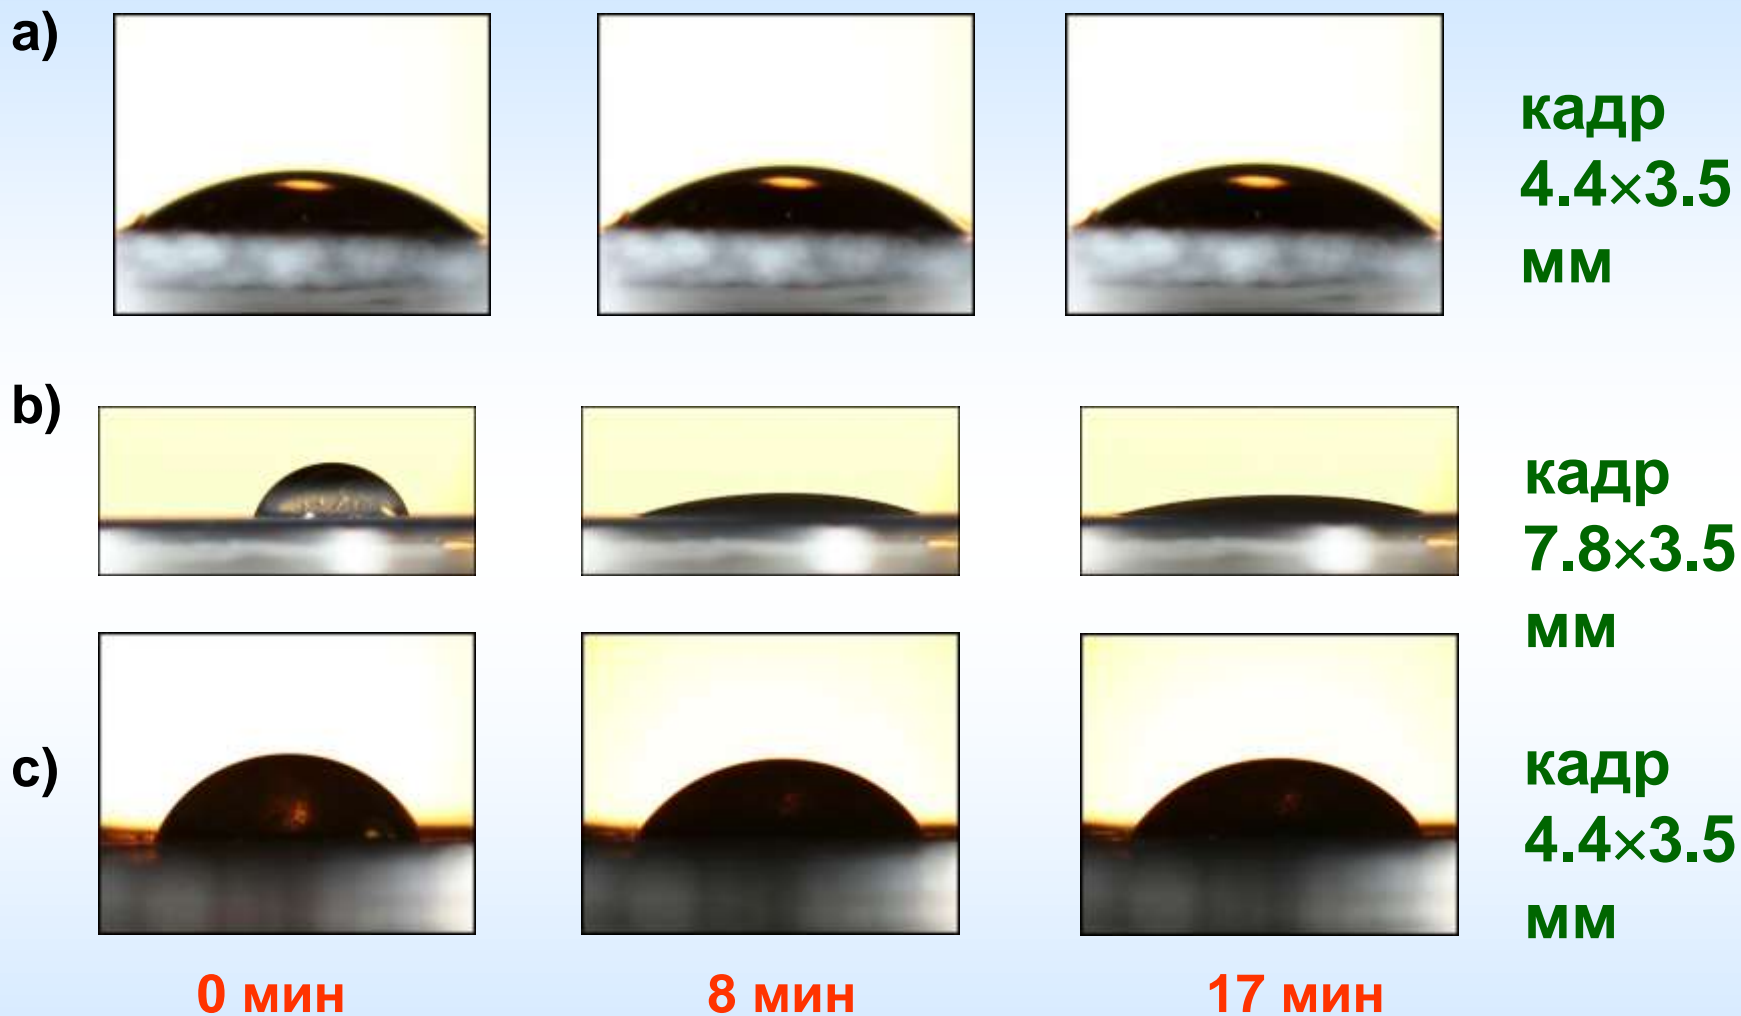 a)
кадр
4.4×3.5
мм
b)
кадр
7.8×3.5
мм
c)
кадр
4.4×3.5
мм
0 мин
8 мин
17 мин